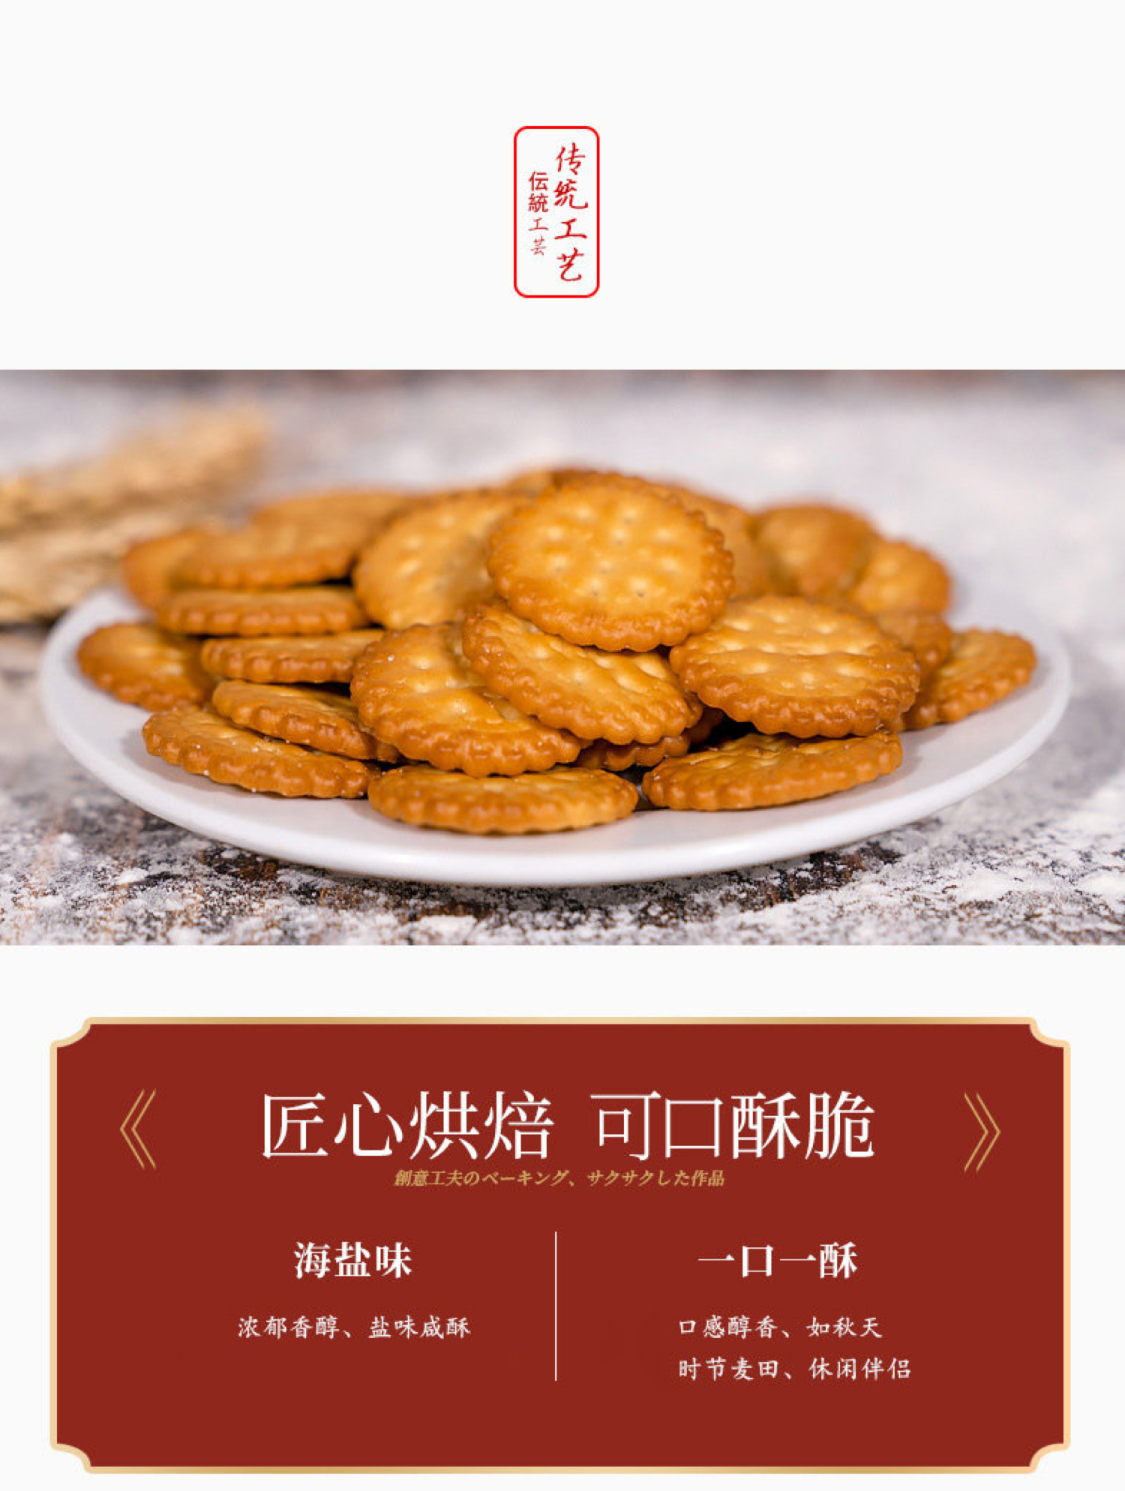 传统工艺
伝統工芸
匠心烘焙 可口酥脆
創意工夫のベーキング、サクサクした作品
海盐味
浓郁香醇、盐味咸酥
一口一酥
口感醇香、如秋天
时节麦田、休闲伴侣